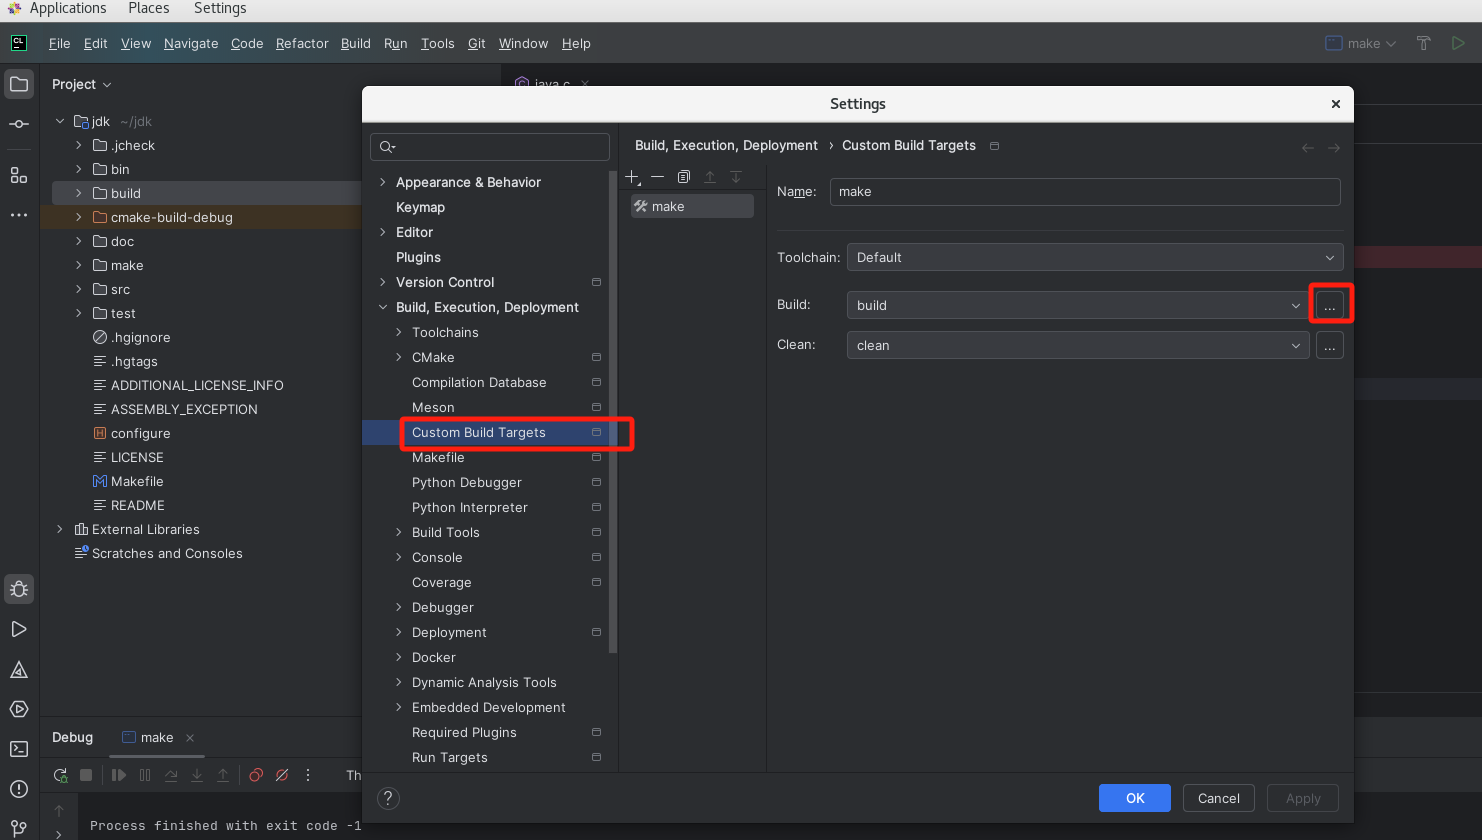 Applications Places Settings
CL File Edit View Navigate Code Refactor Build Run Tools Git Window Help make
Project
java.c
Settings
jdk ~/jdk
.jcheck
bin
build
cmake-build-debug
doc
make
src
test
.hgignore
.hgtags
ADDITIONAL_LICENSE_INFO
ASSEMBLY_EXCEPTION
configure
LICENSE
Makefile
README
External Libraries
Scratches and Consoles
Appearance & Behavior
Keymap
Editor
Plugins
Version Control
Build, Execution, Deployment
Toolchains
CMake
Compilation Database
Meson
Custom Build Targets
Makefile
Python Debugger
Python Interpreter
Build Tools
Console
Coverage
Debugger
Deployment
Docker
Dynamic Analysis Tools
Embedded Development
Required Plugins
Run Targets
Build, Execution, Deployment › Custom Build Targets
make
Name: make
Toolchain: Default
Build: build ...
Clean: clean ...
? OK Cancel Apply
Debug make
Th
Process finished with exit code -1